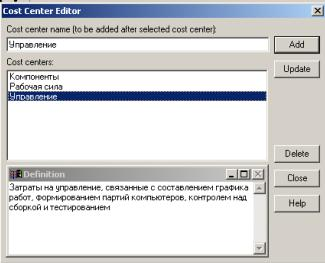 Cost Center Editor
Cost center name (to be added after selected cost center):
Управление
Add
Cost centers:
Update
Компоненты
Рабочая сила
Управление
Delete
Definition
Close
Затраты на управление, связанные с составлением графика
работ, формированием партий компьютеров, контролем над
сборкой и тестированием
Help